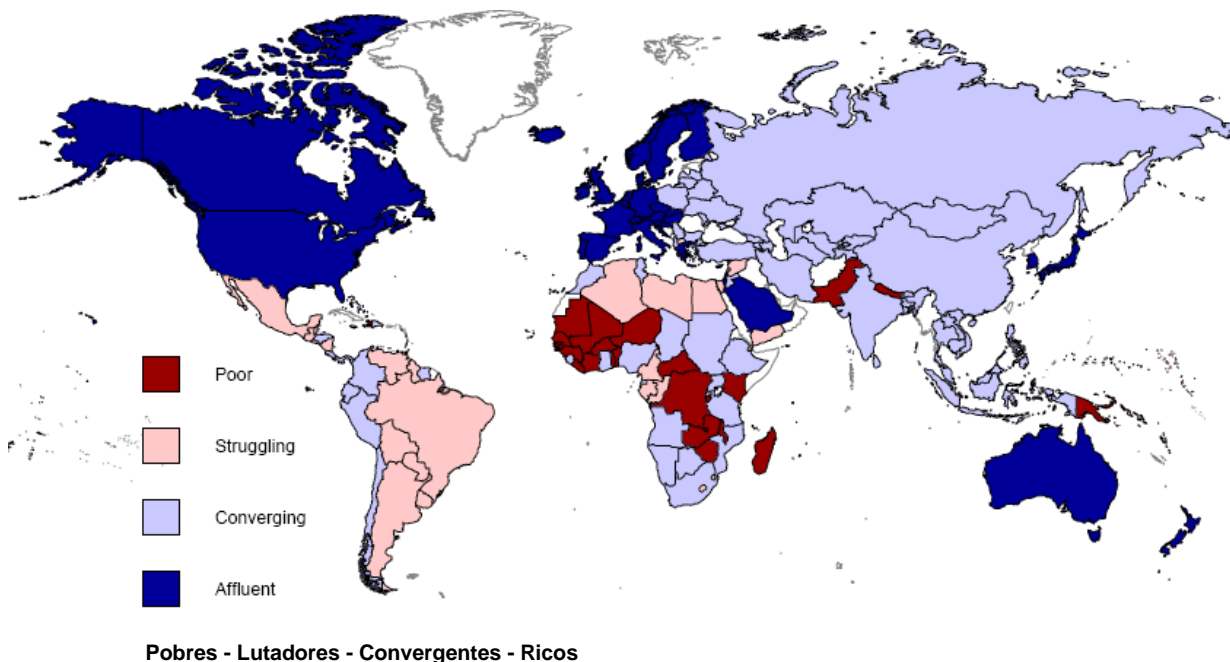 Poor
Struggling
Converging
Affluent
Pobres - Lutadores - Convergentes - Ricos